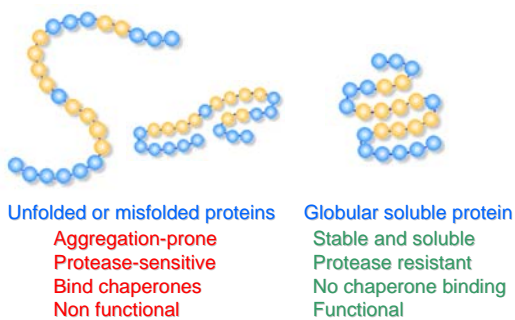 Unfolded or misfolded proteins
Aggregation-prone
Protease-sensitive
Bind chaperones
Non functional
Globular soluble protein
Stable and soluble
Protease resistant
No chaperone binding
Functional